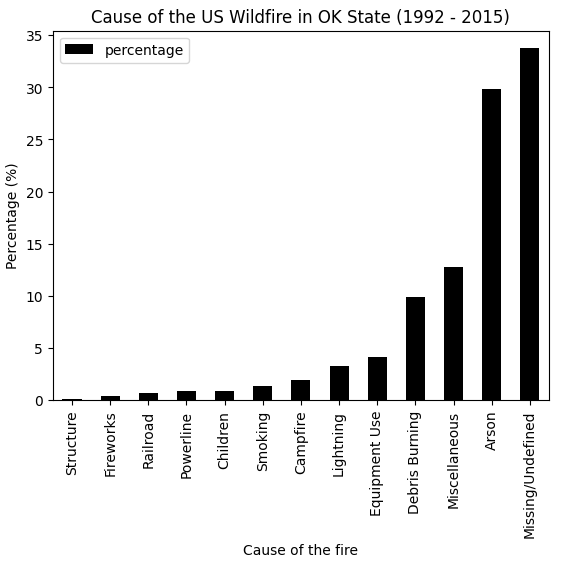 Cause of the US Wildfire in OK State (1992 - 2015)
percentage
Percentage (%)
35
30
25
20
15
10
5
0
Structure
Fireworks
Railroad
Powerline
Children
Smoking
Campfire
Lightning
Equipment Use
Debris Burning
Miscellaneous
Arson
Missing/Undefined
Cause of the fire